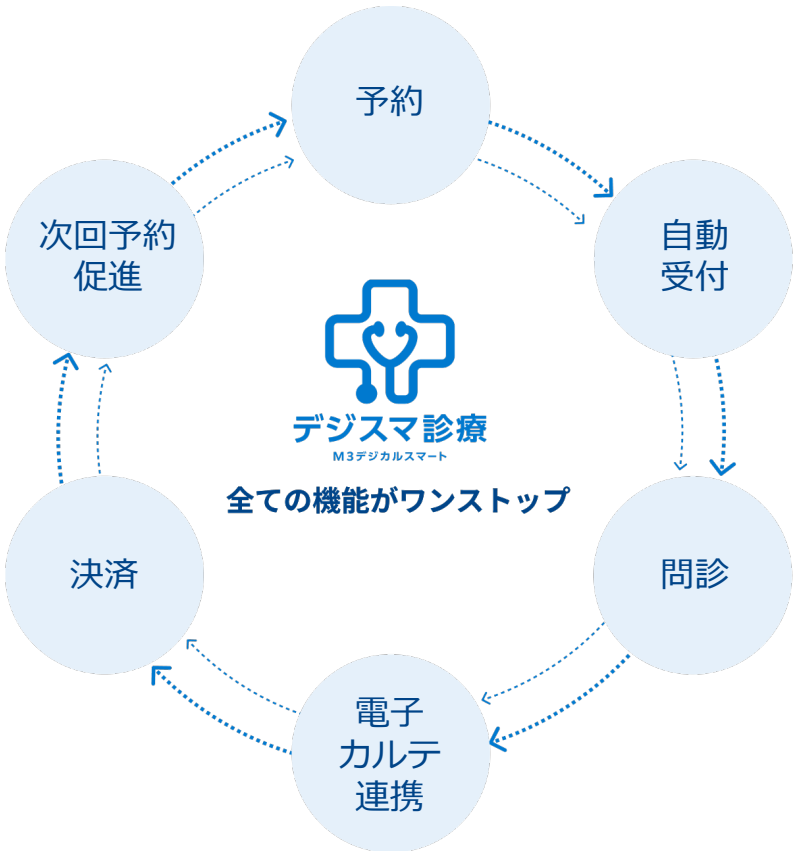 予約
自動
受付
問診
電子
カルテ
連携
決済
次回予約
促進
デジスマ診療
M3デジカルスマート
全ての機能がワンストップ